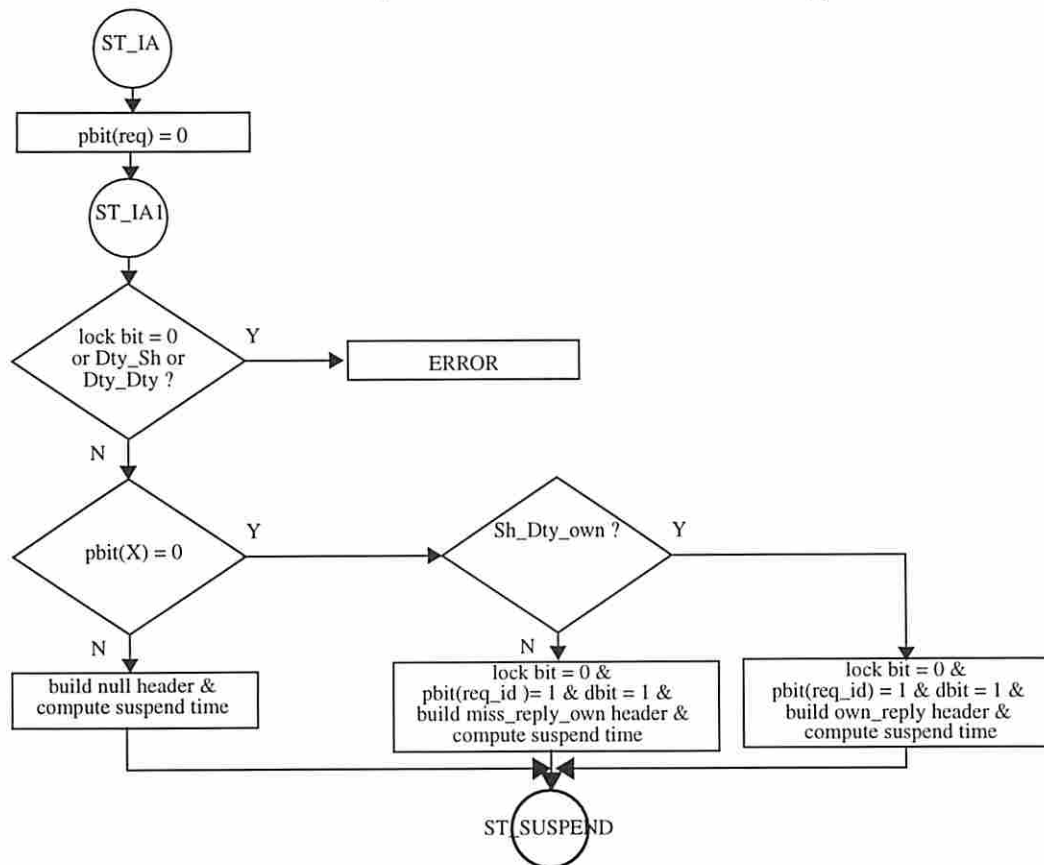 ST_IA
pbit(req) = 0
ST_IA1
lock bit = 0
or Dty_Sh or
Dty_Dty ?
Y
ERROR
N
pbit(X) = 0
Y
Sh_Dty_own ?
Y
N
build null header &
compute suspend time
N
lock bit = 0 &
pbit(req_id )= 1 & dbit = 1 &
build miss_reply_own header &
compute suspend time
lock bit = 0 &
pbit(req_id) = 1 & dbit = 1 &
build own_reply header &
compute suspend time
ST_SUSPEND